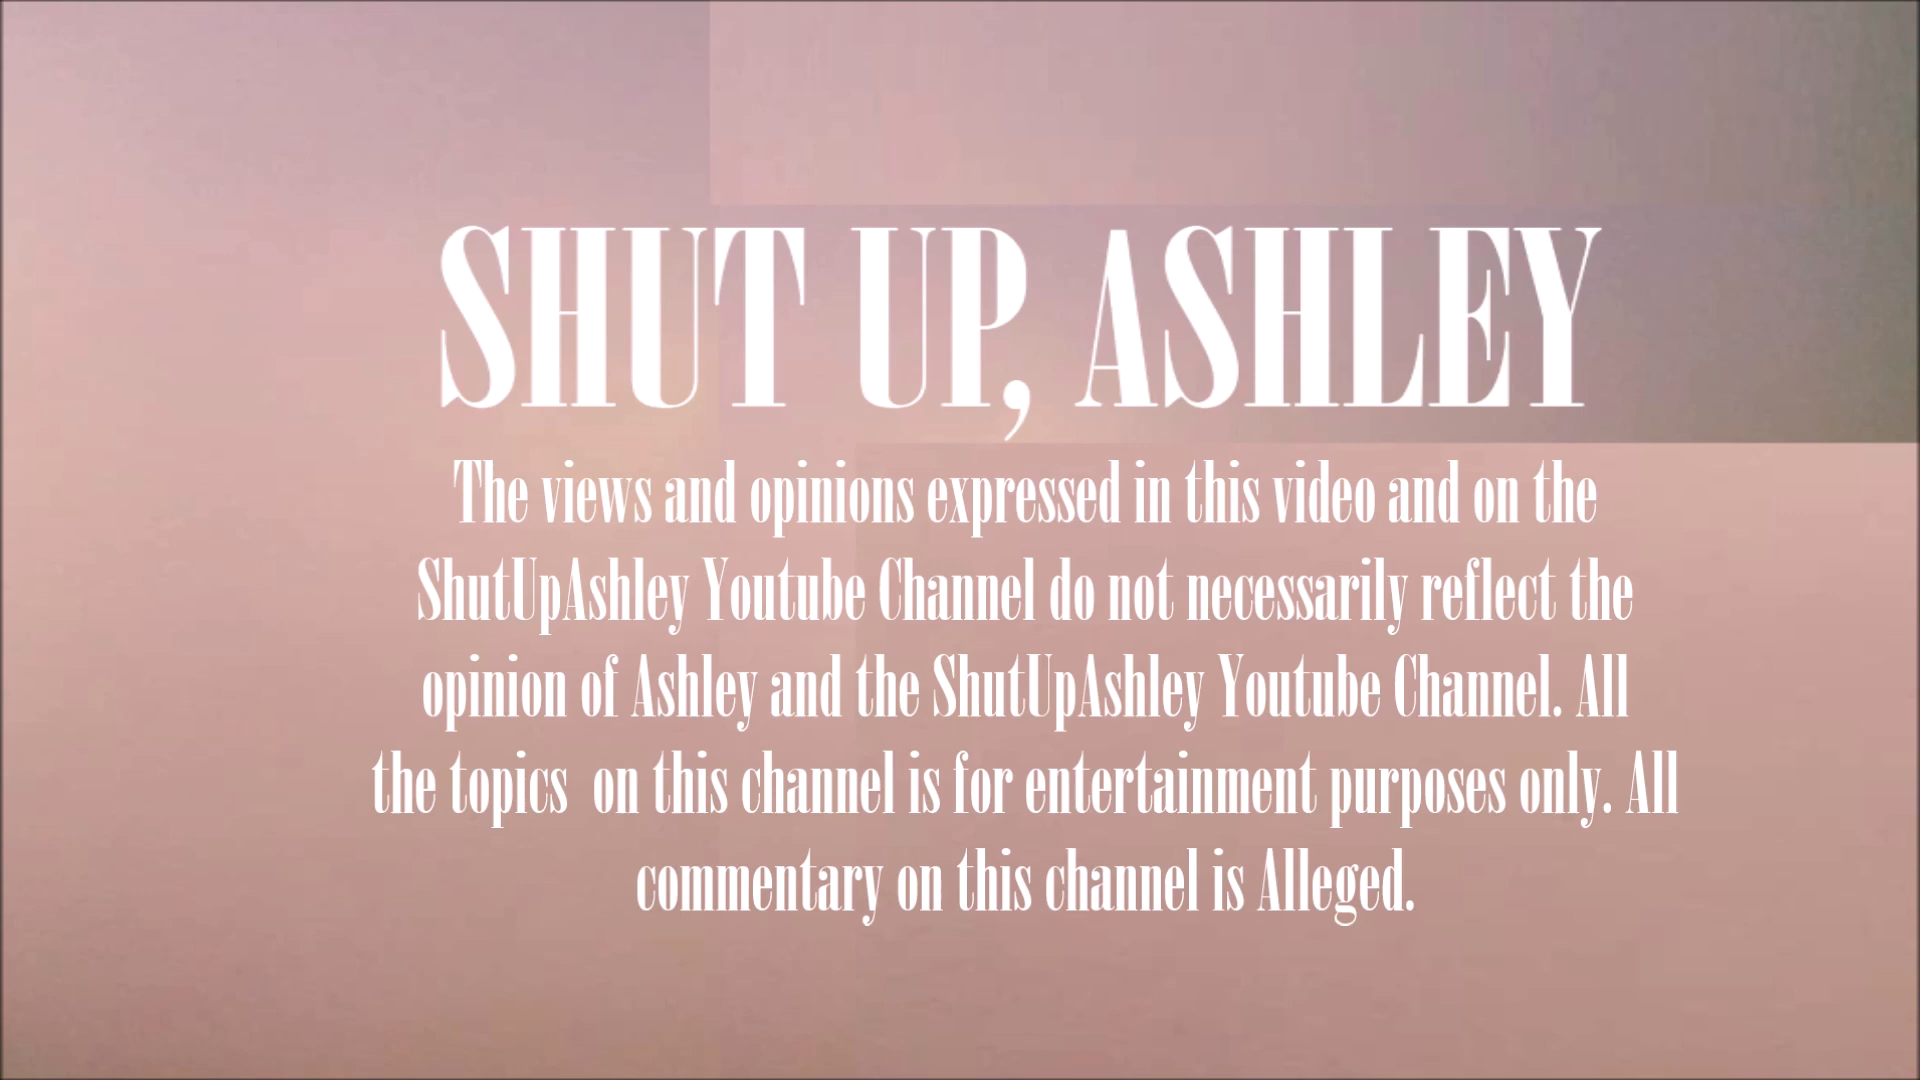 SHUT UP, ASHLEY
The views and opinions expressed in this video and on the
ShutUpAshley Youtube Channel do not necessarily reflect the
opinion of Ashley and the ShutUpAshley Youtube Channel. All
the topics  on this channel is for entertainment purposes only. All
commentary on this channel is Alleged.